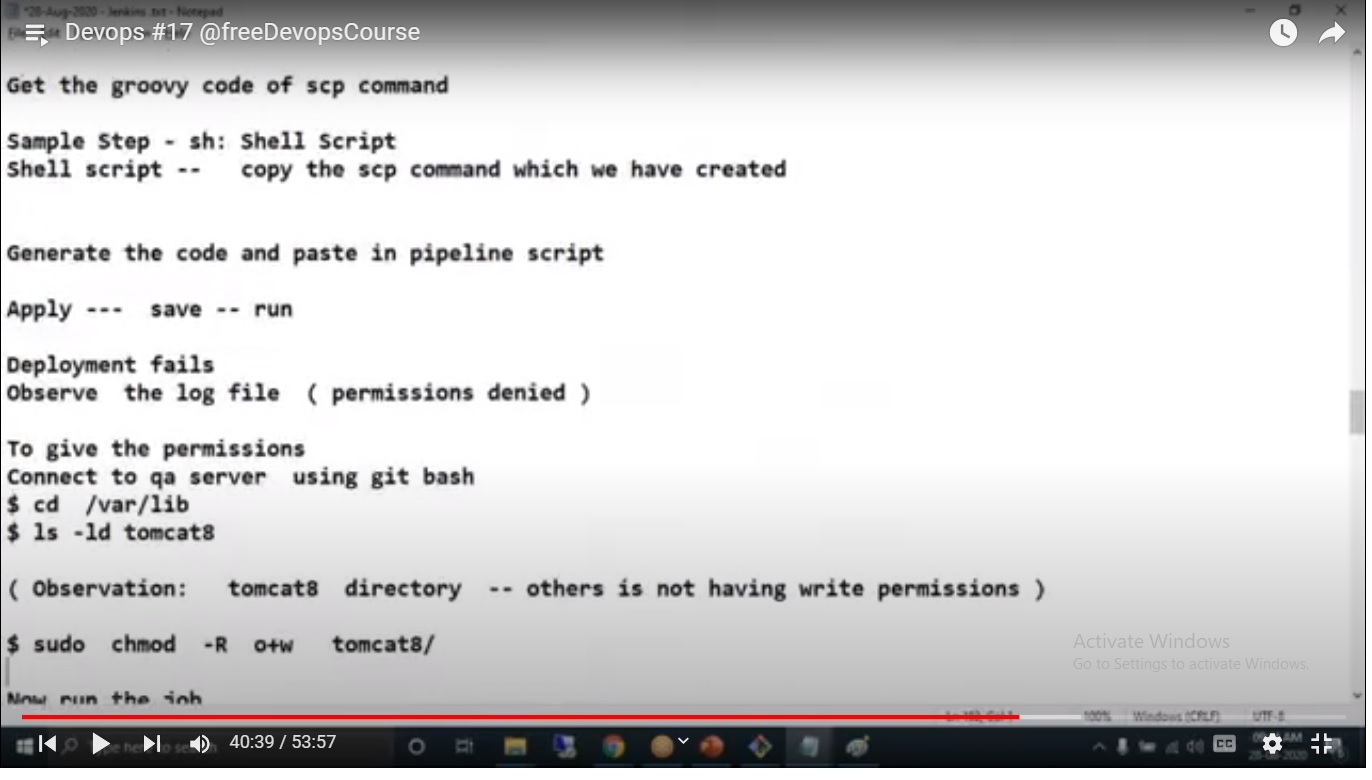 *28-Aug-2020 - Jenkins .txt - Notepad
Devops #17 @freeDevopsCourse
Get the groovy code of scp command
Sample Step - sh: Shell Script
Shell script -- copy the scp command which we have created
Generate the code and paste in pipeline script
Apply --- save -- run
Deployment fails
Observe the log file ( permissions denied )
To give the permissions
Connect to qa server using git bash
$ cd /var/lib
$ ls -ld tomcat8
( Observation: tomcat8 directory -- others is not having write permissions )
$ sudo chmod -R o+w tomcat8/
Activate Windows
Go to Settings to activate Windows.
Now run the job
100% Windows (CRLF) UTF-8
40:39 / 53:57
CC